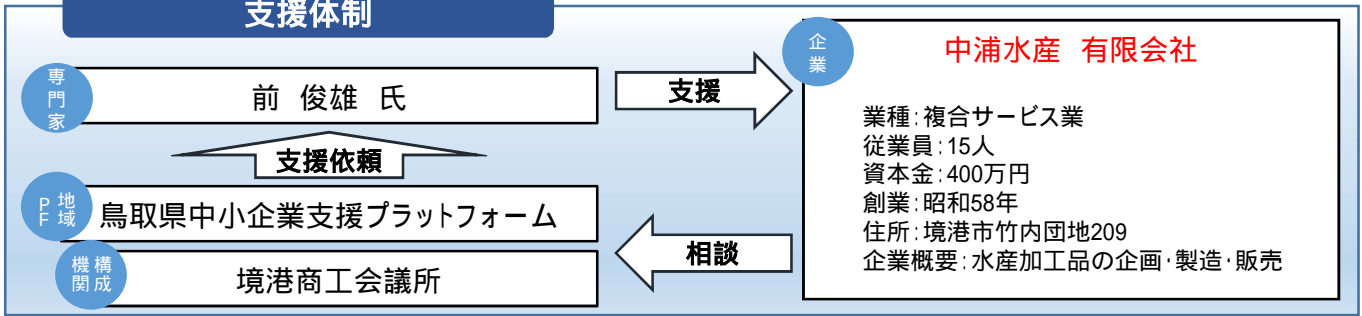 支援体制
専門家
前 俊雄 氏
支援
支援依頼
地域PF
鳥取県中小企業支援プラットフォーム
相談
構成機関
境港商工会議所
企業
中浦水産 有限会社
業種:複合サービス業
従業員:15人
資本金:400万円
創業:昭和58年
住所:境港市竹内団地209
企業概要:水産加工品の企画・製造・販売